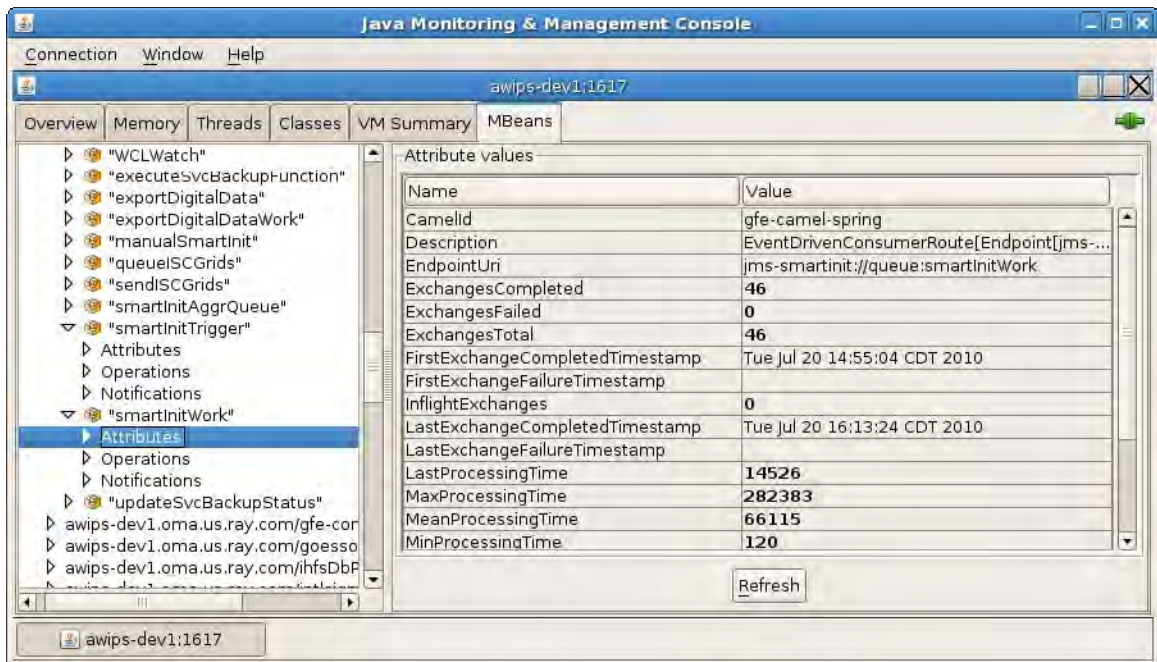 Java Monitoring & Management Console
Connection Window Help
awips-dev1:1617
Overview Memory Threads Classes VM Summary MBeans
"WCLWatch"
"executeSvcBackupFunction"
"exportDigitalData"
"exportDigitalDataWork"
"manualSmartInit"
"queueISCGrids"
"sendISCGrids"
"smartInitAggrQueue"
"smartInitTrigger"
Attributes
Operations
Notifications
"smartInitWork"
Attributes
Operations
Notifications
"updateSvcBackupStatus"
awips-dev1.oma.us.ray.com/gfe-cor
awips-dev1.oma.us.ray.com/goesso
awips-dev1.oma.us.ray.com/ihfsDbP
Attribute values
Name Value
CamelId gfe-camel-spring
Description EventDrivenConsumerRoute[Endpoint[jms-...
EndpointUri jms-smartinit://queue:smartInitWork
ExchangesCompleted 46
ExchangesFailed 0
ExchangesTotal 46
FirstExchangeCompletedTimestamp Tue Jul 20 14:55:04 CDT 2010
FirstExchangeFailureTimestamp
InflightExchanges 0
LastExchangeCompletedTimestamp Tue Jul 20 16:13:24 CDT 2010
LastExchangeFailureTimestamp
LastProcessingTime 14526
MaxProcessingTime 282383
MeanProcessingTime 66115
MinProcessingTime 120
Refresh
awips-dev1:1617